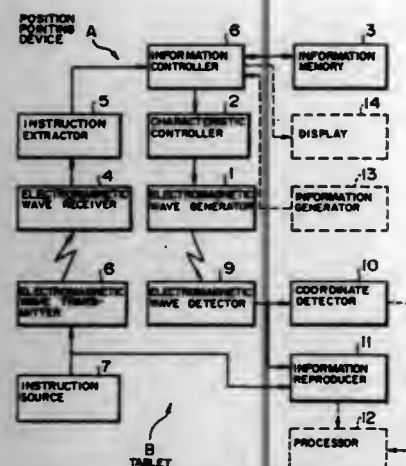 POSITION
POINTING
DEVICE
A
6
INFORMATION
CONTROLLER
3
INFORMATION
MEMORY
5
INSTRUCTION
EXTRACTOR
2
CHARACTERISTIC
CONTROLLER
14
DISPLAY
4
ELECTROMAGNETIC
WAVE RECEIVER
1
ELECTROMAGNETIC
WAVE GENERATOR
13
INFORMATION
GENERATOR
8
ELECTROMAGNETIC
WAVE TRANS-
MITTER
9
ELECTROMAGNETIC
WAVE DETECTOR
10
COORDINATE
DETECTOR
7
INSTRUCTION
SOURCE
11
INFORMATION
REPRODUCER
B
TABLET
12
PROCESSOR